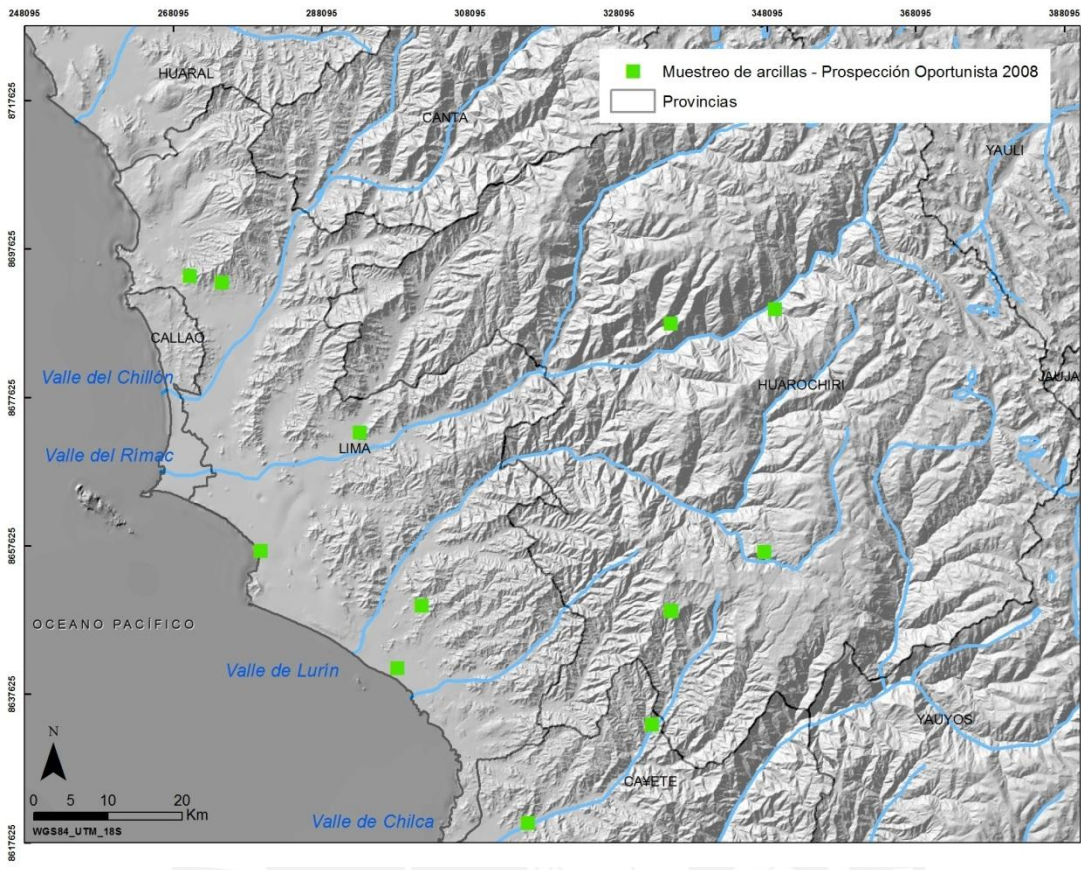 248095 268095 288095 308095 328095 348095 368095 388095
Muestreo de arcillas - Prospección Oportunista 2008
Provincias
HUARAL
CANTA
YAULI
8717625
8697625
CALLAO
Valle del Chillón
8677625
HUAROCHIRI
JAUJA
Valle del Rimac
LIMA
8657625
OCEANO PACÍFICO
Valle de Lurín
8637625
YAUYOS
N
CAYETE
0 5 10 20
Km
Valle de Chilca
WGS84_UTM_18S
8617625